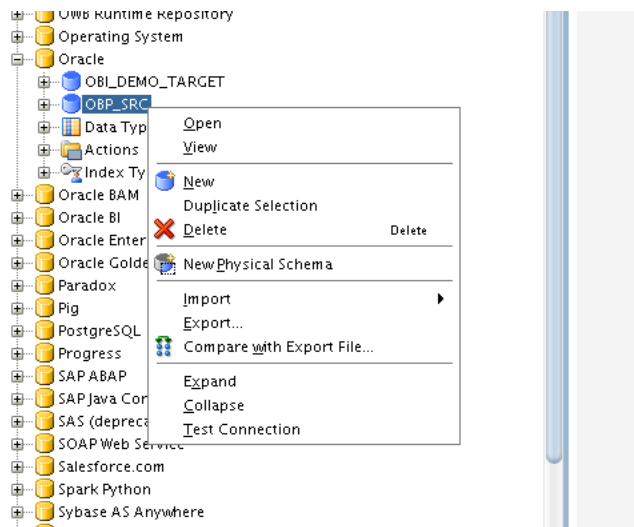 OWB Runtime Repository
Operating System
Oracle
OBI_DEMO_TARGET
OBP_SRC
Data Typ
Actions
Index Ty
Oracle BAM
Oracle BI
Oracle Enter
Oracle Golde
Paradox
Pig
PostgreSQL
Progress
SAP ABAP
SAP Java Con
SAS (depreca
SOAP Web Service
Salesforce.com
Spark Python
Sybase AS Anywhere
Open
View
New
Duplicate Selection
Delete Delete
New Physical Schema
Import
Export...
Compare with Export File...
Expand
Collapse
Test Connection